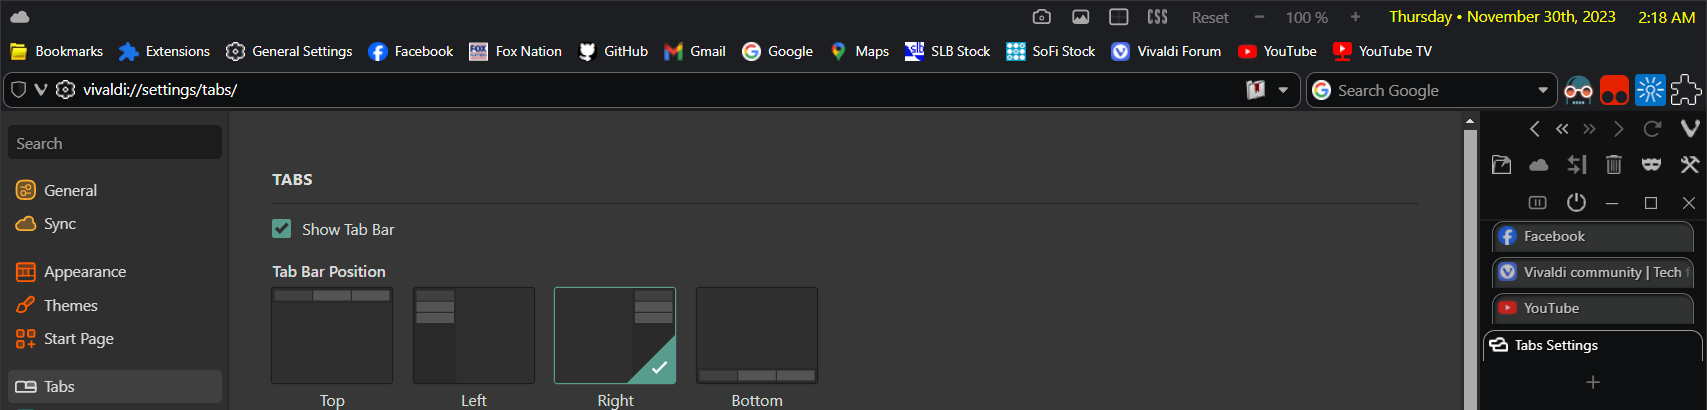 CSS Reset 100 % Thursday • November 30th, 2023 2:18 AM
Bookmarks Extensions General Settings Facebook FOX NATION Fox Nation GitHub Gmail Google Maps slb SLB Stock SoFi Stock Vivaldi Forum YouTube YouTube TV
vivaldi://settings/tabs/ Search Google
Search
General
Sync
Appearance
Themes
Start Page
Tabs
TABS
Show Tab Bar
Tab Bar Position
Top Left Right Bottom
Facebook
Vivaldi community | Tech f
YouTube
Tabs Settings